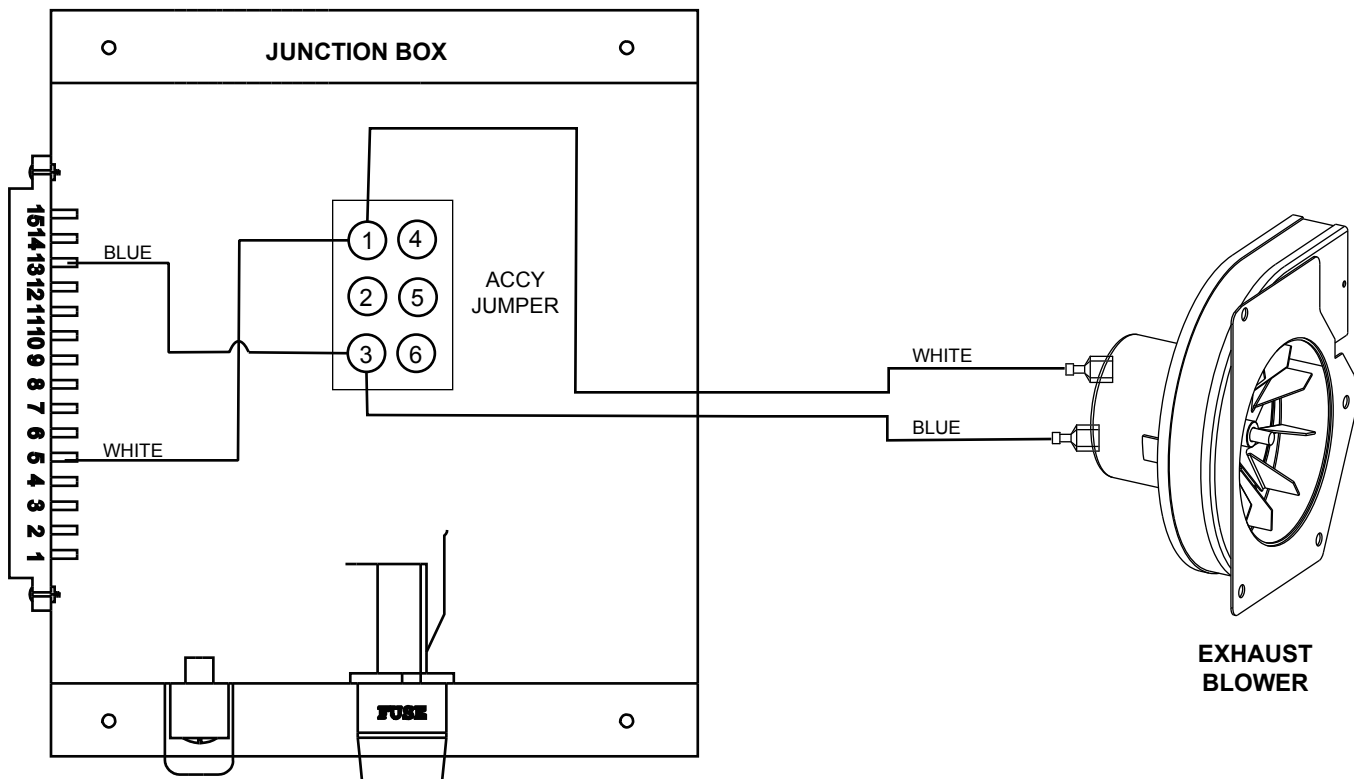 JUNCTION BOX
1 4
2 5
3 6
ACCY
JUMPER
15
14
13
12
11
10
9
8
7
6
5
4
3
2
1
BLUE
WHITE
WHITE
BLUE
FUSE
EXHAUST
BLOWER